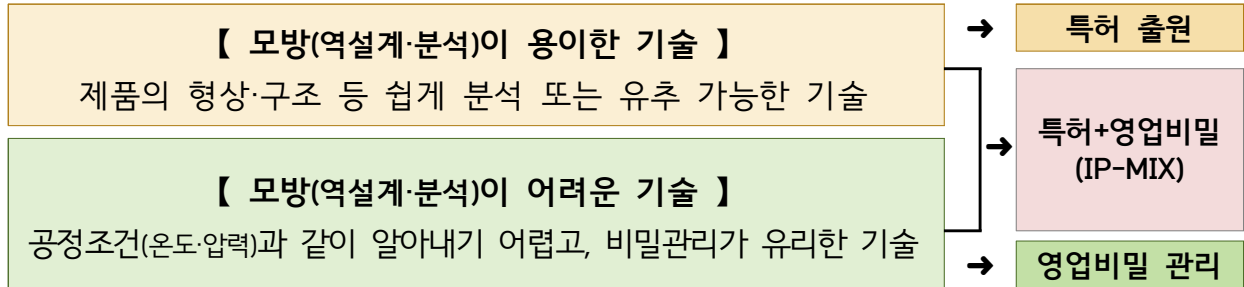 【 모방(역설계·분석)이 용이한 기술 】
제품의 형상·구조 등 쉽게 분석 또는 유추 가능한 기술
➜
특허 출원
【 모방(역설계·분석)이 어려운 기술 】
공정조건(온도·압력)과 같이 알아내기 어렵고, 비밀관리가 유리한 기술
➜
특허+영업비밀
(IP-MIX)
➜
영업비밀 관리